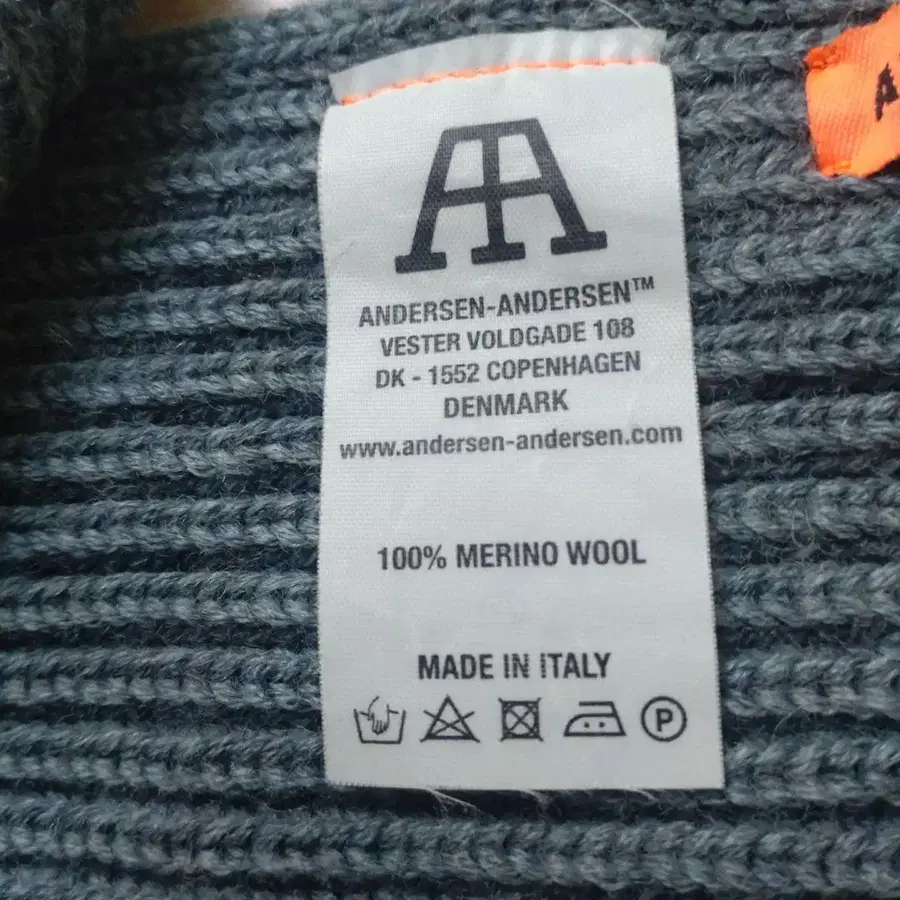 AA
ANDERSEN-ANDERSEN™
VESTER VOLDGADE 108
DK - 1552 COPENHAGEN
DENMARK
www.andersen-andersen.com
100% MERINO WOOL
MADE IN ITALY
P
A